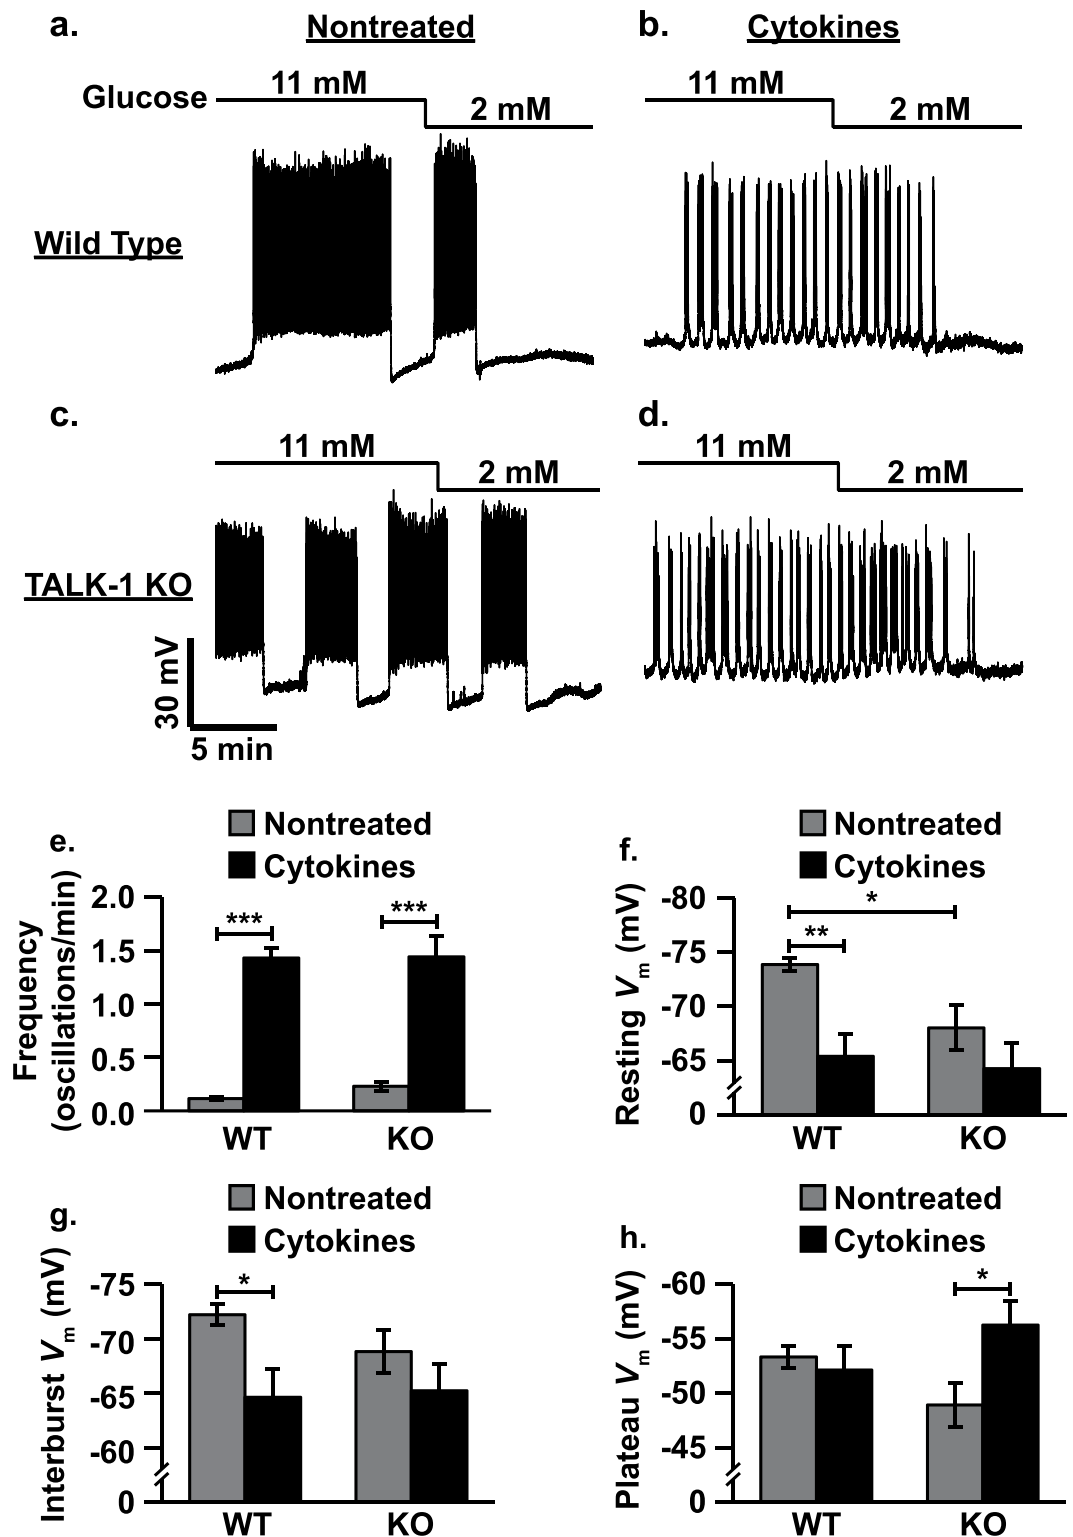 a.
Nontreated
b.
Cytokines
Glucose
11 mM
2 mM
11 mM
2 mM
Wild Type
c.
d.
11 mM
2 mM
11 mM
2 mM
TALK-1 KO
30 mV
5 min
e.
Nontreated
Cytokines
Frequency
(oscillations/min)
2.0
1.5
1.0
0.5
0.0
***
***
WT
KO
f.
Nontreated
Cytokines
Resting Vm (mV)
-80
-75
-70
-65
0
*
**
WT
KO
g.
Nontreated
Cytokines
Interburst Vm (mV)
-75
-70
-65
-60
0
*
WT
KO
h.
Nontreated
Cytokines
Plateau Vm (mV)
-60
-55
-50
-45
0
*
WT
KO